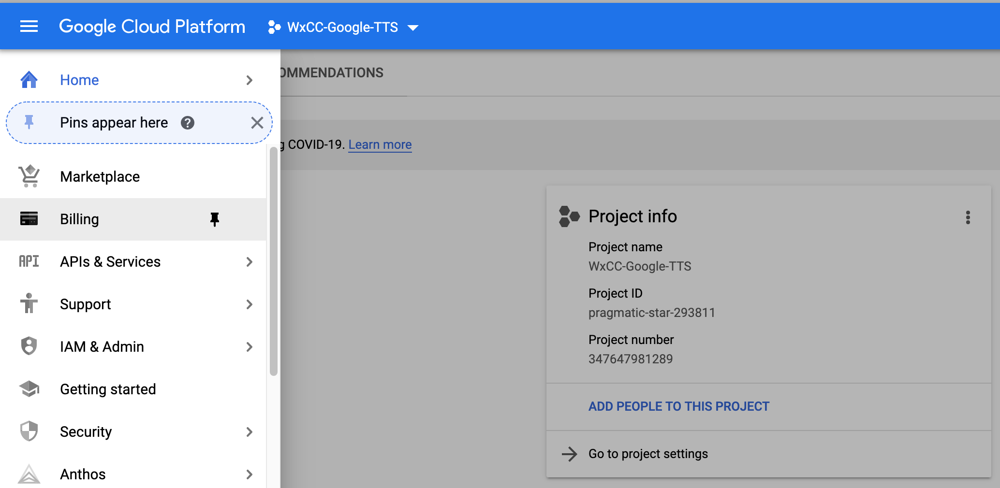 Google Cloud Platform
WxCC-Google-TTS
Home
Pins appear here
Marketplace
Billing
API
APIs & Services
Support
IAM & Admin
Getting started
Security
Anthos
OMMENDATIONS
g COVID-19. Learn more
Project info
Project name
WxCC-Google-TTS
Project ID
pragmatic-star-293811
Project number
347647981289
ADD PEOPLE TO THIS PROJECT
Go to project settings